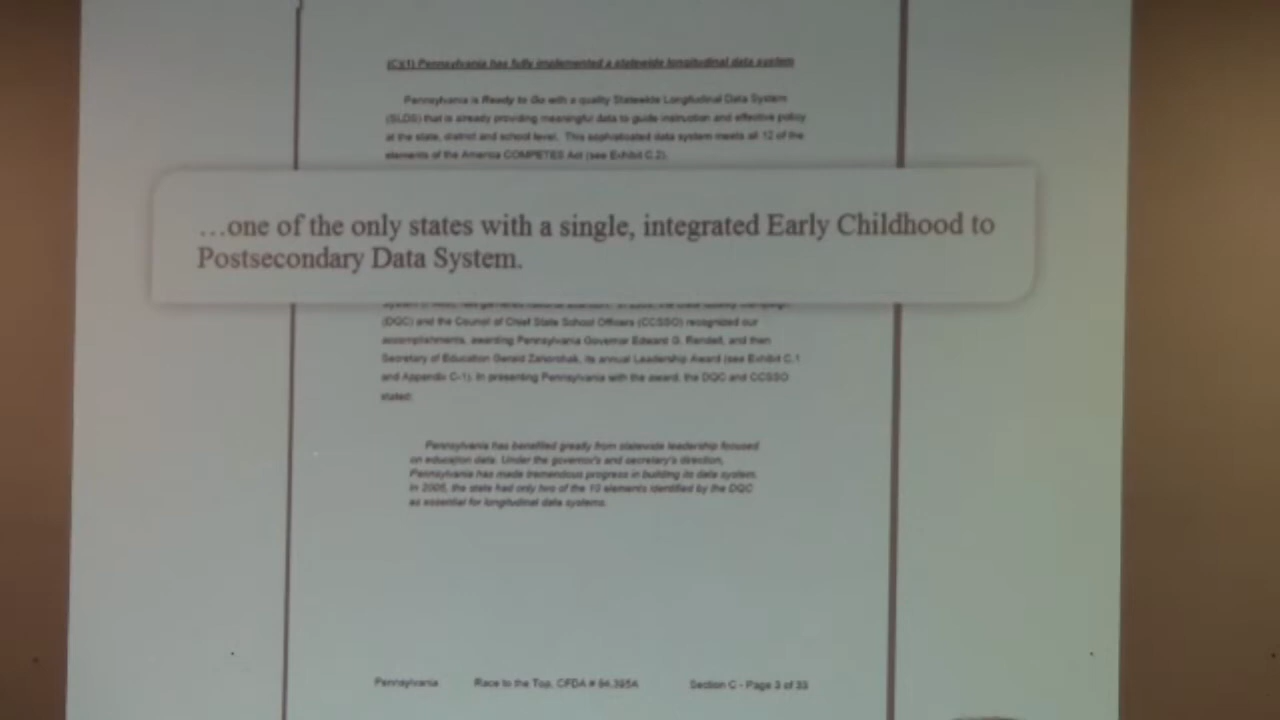 (C)(1) Pennsylvania has fully implemented a statewide longitudinal data system
Pennsylvania is Ready to Go with a quality Statewide Longitudinal Data System
(SLDS) that is already providing meaningful data to guide instruction and effective policy
at the state, district and school level. This sophisticated data system meets all 12 of the
elements of the America COMPETES Act (see Exhibit C.2).
…one of the only states with a single, integrated Early Childhood to
Postsecondary Data System.
(DQC) and the Council of Chief State School Officers (CCSSO) recognized our
accomplishments, awarding Pennsylvania Governor Edward G. Rendell, and then
Secretary of Education Gerald Zahorchak, its annual Leadership Award (see Exhibit C.1
and Appendix C-1). In presenting Pennsylvania with the award, the DQC and CCSSO
stated:
Pennsylvania has benefited greatly from statewide leadership focused
on education data. Under the governor's and secretary's direction,
Pennsylvania has made tremendous progress in building its data system.
In 2005, the state had only two of the 10 elements identified by the DQC
as essential for longitudinal data systems.
Pennsylvania Race to the Top, CFDA # 84.395A Section C - Page 3 of 33